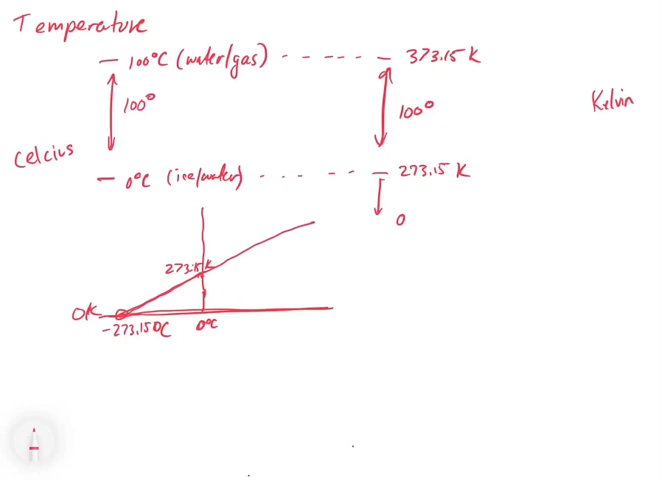 Temperature
100°C (water/gas) 373.15 K
100° 100° Kelvin
Celcius
0°C (ice/water) 273.15 K
0
273.15 K
0K
-273.15°C 0°C